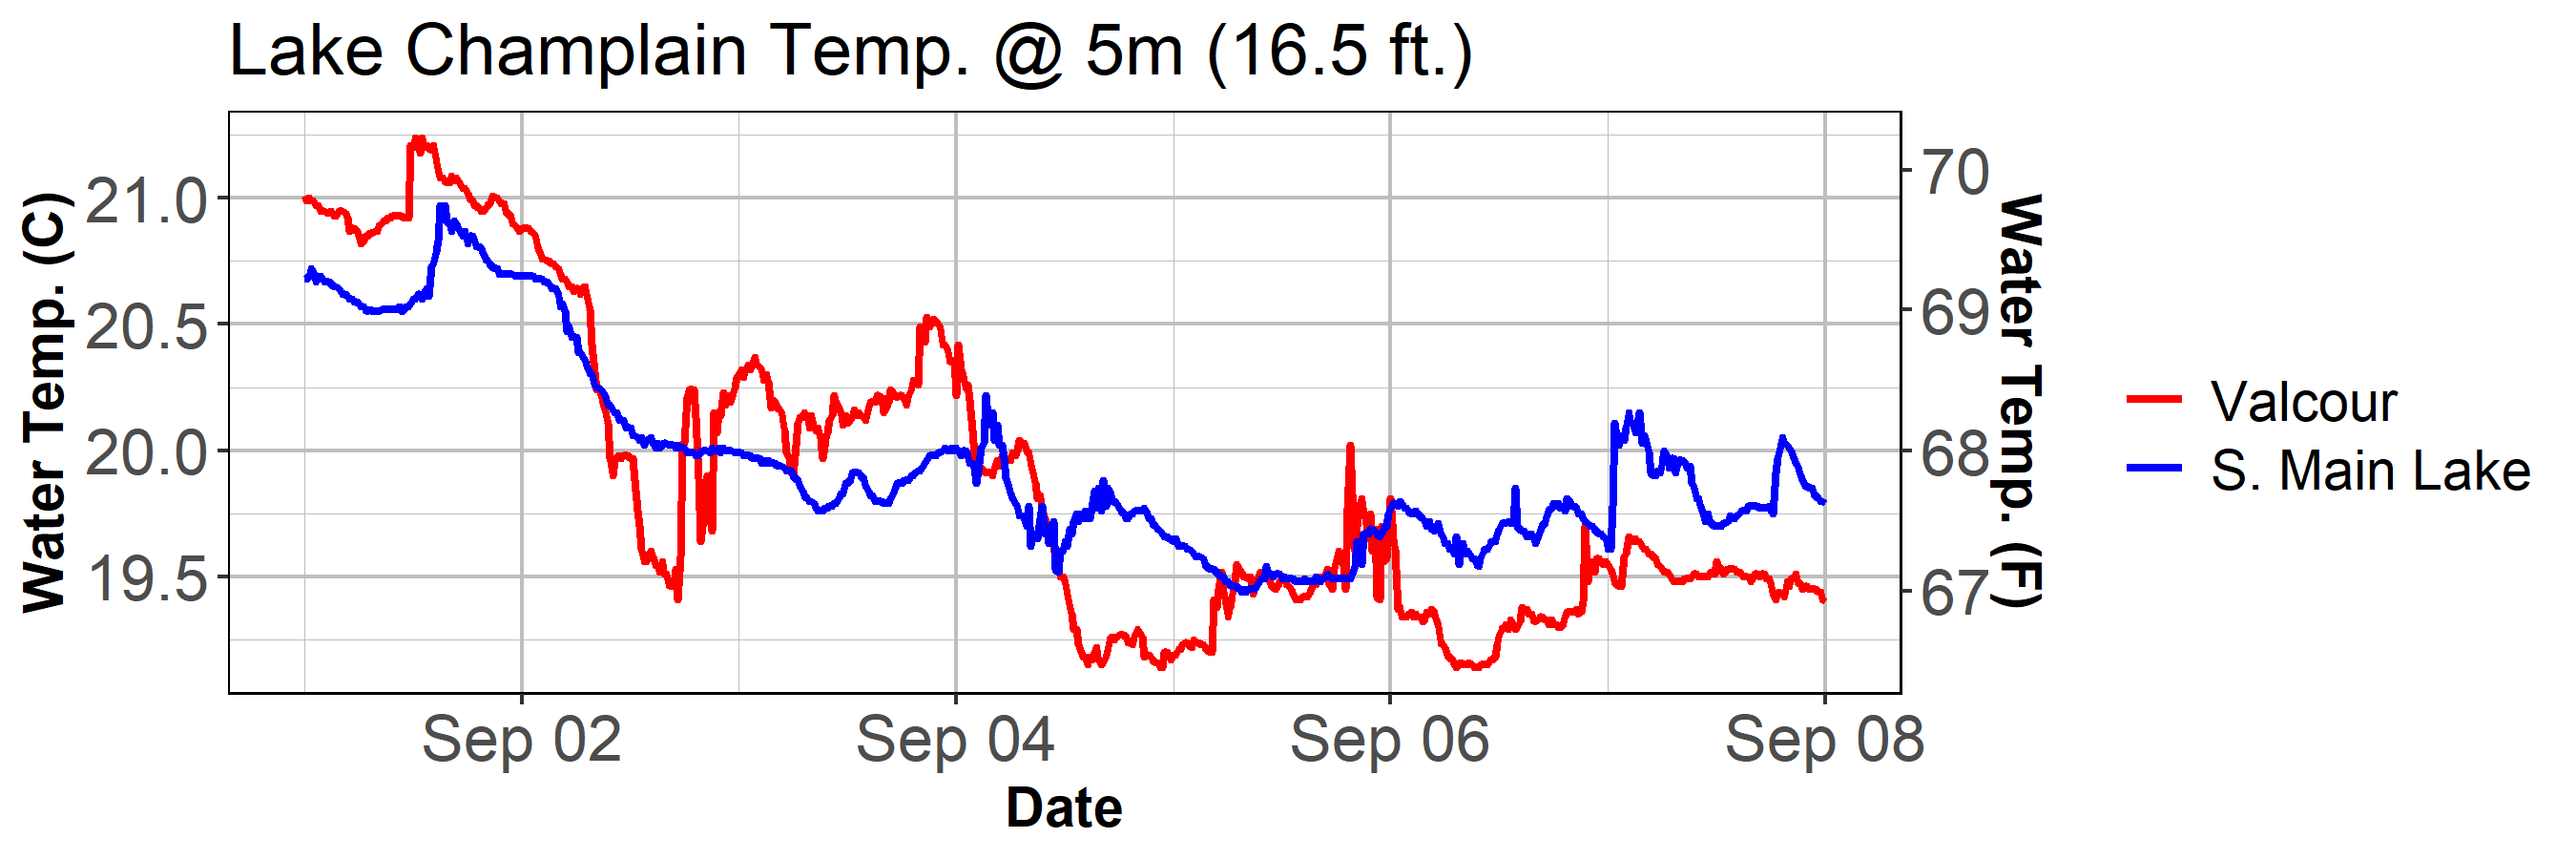 Lake Champlain Temp. @ 5m (16.5 ft.)
Water Temp. (C)
21.0
20.5
20.0
19.5
70
69
68
67
Water Temp. (F)
Sep 02 Sep 04 Sep 06 Sep 08
Date
Valcour
S. Main Lake